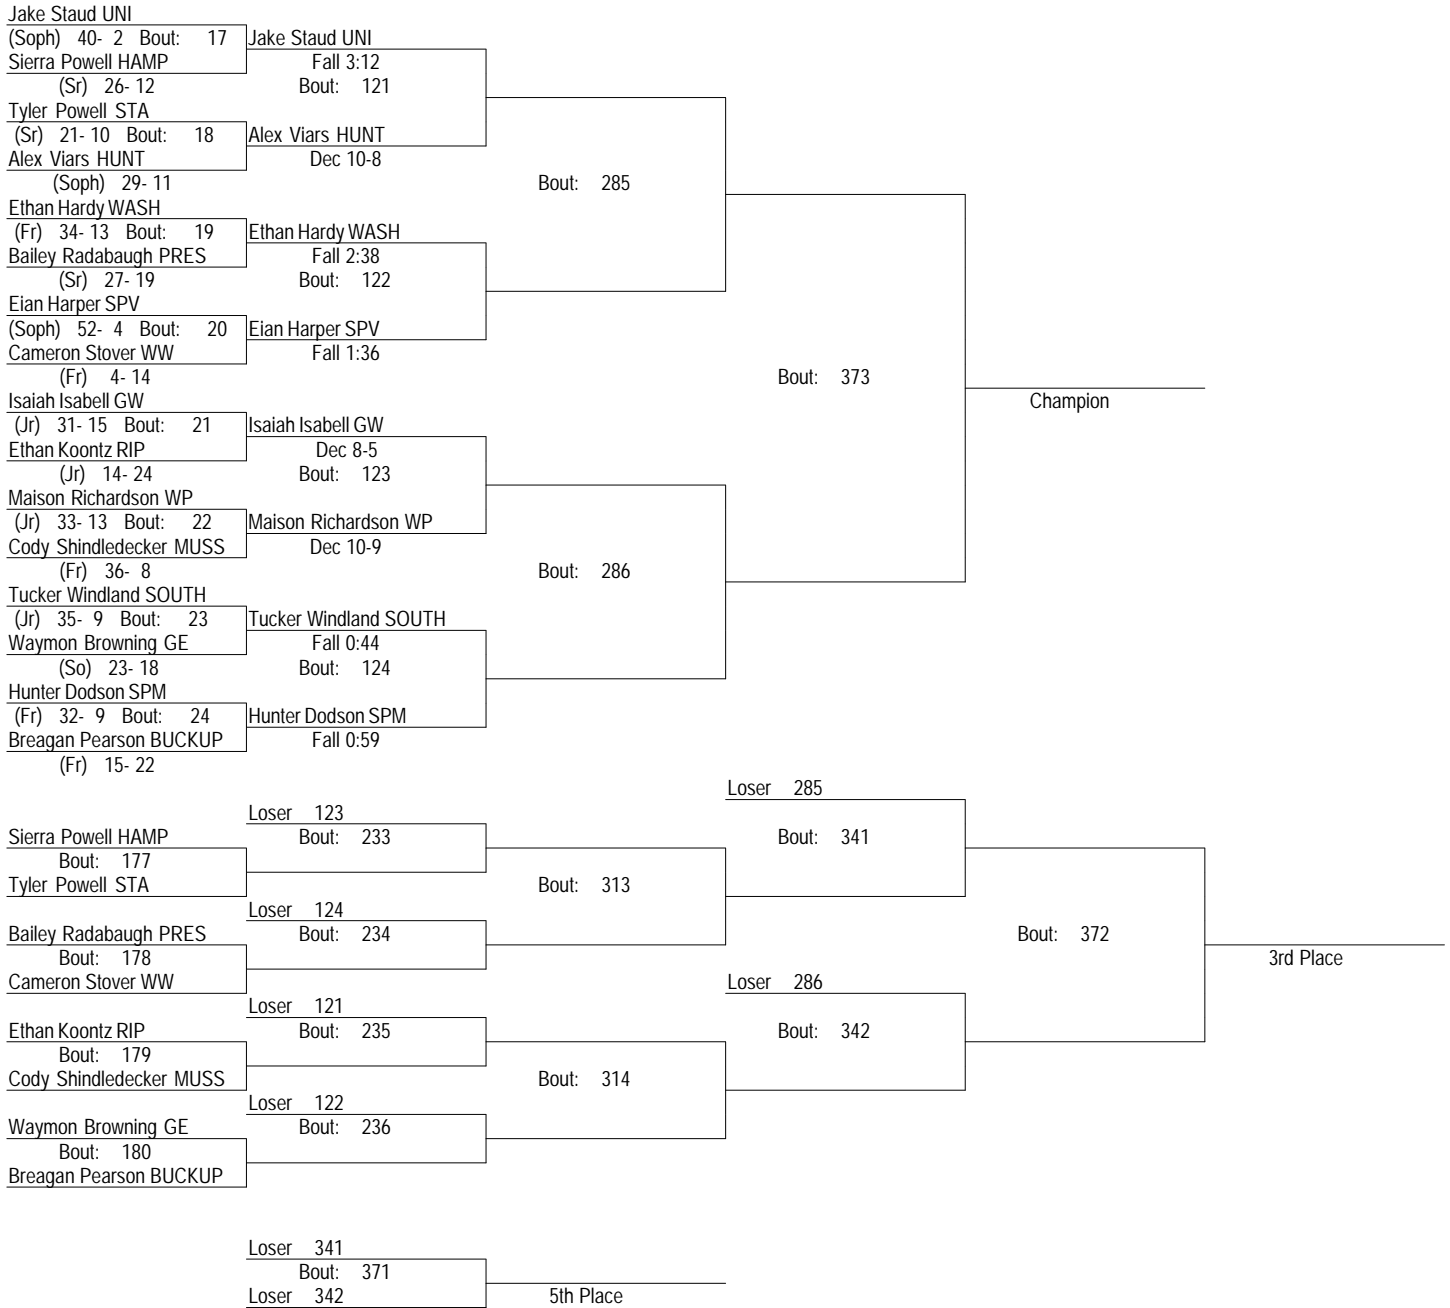 Jake Staud UNI
(Soph) 40- 2 Bout: 17 Jake Staud UNI
Sierra Powell HAMP Fall 3:12
(Sr) 26- 12 Bout: 121
Tyler Powell STA
(Sr) 21- 10 Bout: 18 Alex Viars HUNT
Alex Viars HUNT Dec 10-8
(Soph) 29- 11 Bout: 285
Ethan Hardy WASH
(Fr) 34- 13 Bout: 19 Ethan Hardy WASH
Bailey Radabaugh PRES Fall 2:38
(Sr) 27- 19 Bout: 122
Eian Harper SPV
(Soph) 52- 4 Bout: 20 Eian Harper SPV
Cameron Stover WW Fall 1:36
(Fr) 4- 14 Bout: 373
Isaiah Isabell GW Champion
(Jr) 31- 15 Bout: 21 Isaiah Isabell GW
Ethan Koontz RIP Dec 8-5
(Jr) 14- 24 Bout: 123
Maison Richardson WP
(Jr) 33- 13 Bout: 22 Maison Richardson WP
Cody Shindledecker MUSS Dec 10-9
(Fr) 36- 8 Bout: 286
Tucker Windland SOUTH
(Jr) 35- 9 Bout: 23 Tucker Windland SOUTH
Waymon Browning GE Fall 0:44
(So) 23- 18 Bout: 124
Hunter Dodson SPM
(Fr) 32- 9 Bout: 24 Hunter Dodson SPM
Breagan Pearson BUCKUP Fall 0:59
(Fr) 15- 22
Loser 285
Loser 123
Sierra Powell HAMP Bout: 233 Bout: 341
Bout: 177
Tyler Powell STA Bout: 313
Loser 124
Bailey Radabaugh PRES Bout: 234 Bout: 372
Bout: 178 3rd Place
Cameron Stover WW Loser 286
Loser 121
Ethan Koontz RIP Bout: 235 Bout: 342
Bout: 179
Cody Shindledecker MUSS Bout: 314
Loser 122
Waymon Browning GE Bout: 236
Bout: 180
Breagan Pearson BUCKUP
Loser 341
Bout: 371
Loser 342 5th Place